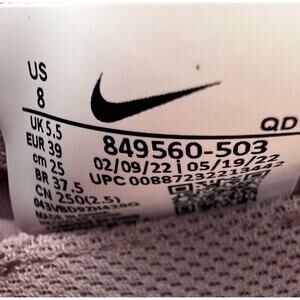 US
8
UK 5.5
EUR 39
cm 25
BR 37.5
CN 250(2.5)
849560-503
QD
02/09/22 | 05/19/22
UPC 00887232213442